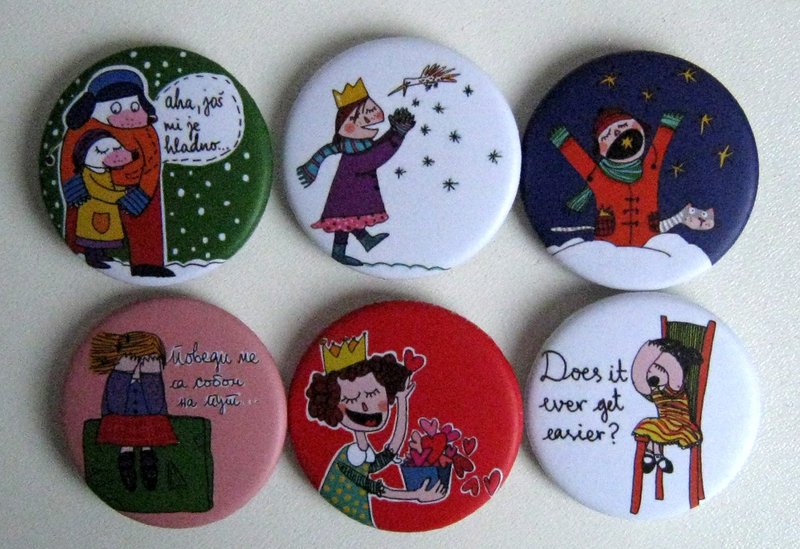 aha, još
mi je
hladno...
Поведи ме
са собом
на пут...
Does it
ever get
easier?